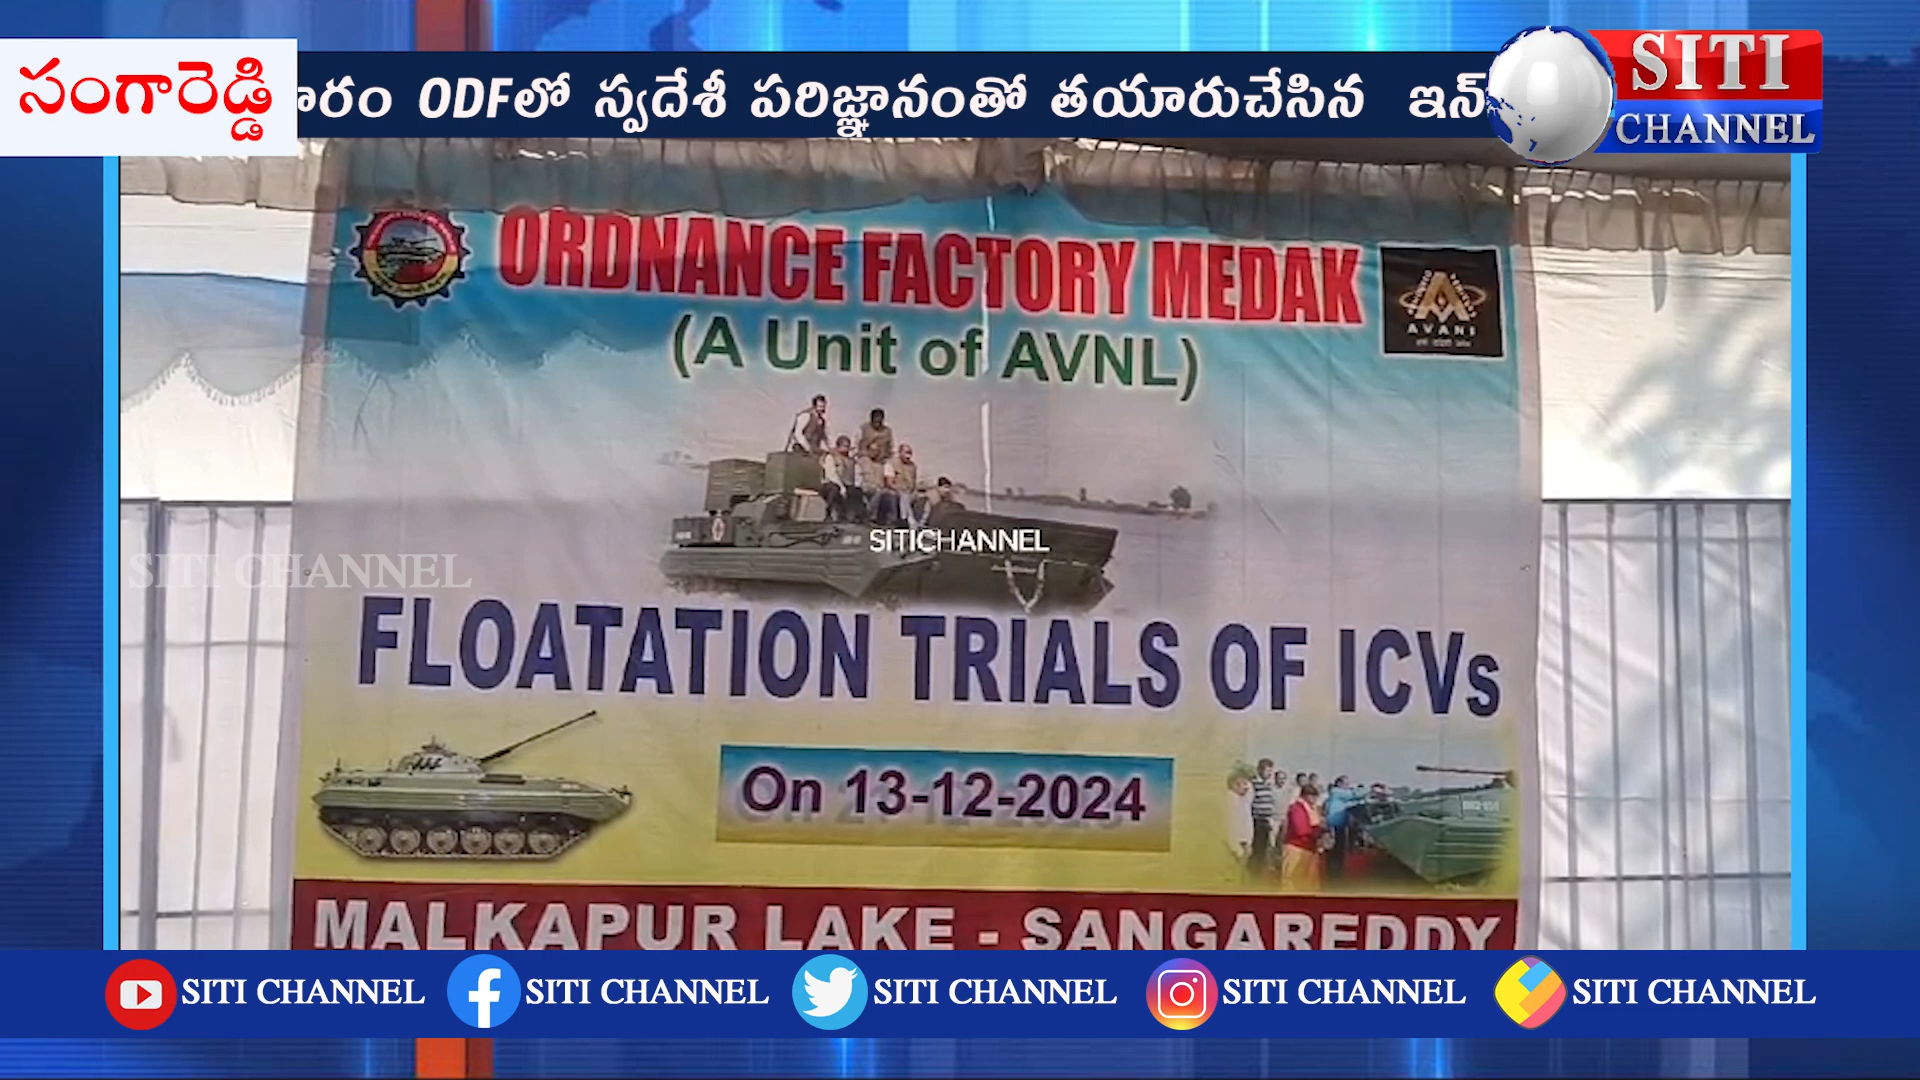 సంగారెడ్డి
ారం ODFలో స్వదేశీ పరిజ్ఞానంతో తయారుచేసిన ఇన్
SITI
CHANNEL
ORDNANCE FACTORY MEDAK
(A Unit of AVNL)
AVANI
SITICHANNEL
SITI CHANNEL
FLOATATION TRIALS OF ICVs
On 13-12-2024
MALKAPUR LAKE - SANGAREDDY
SITI CHANNEL SITI CHANNEL SITI CHANNEL SITI CHANNEL SITI CHANNEL